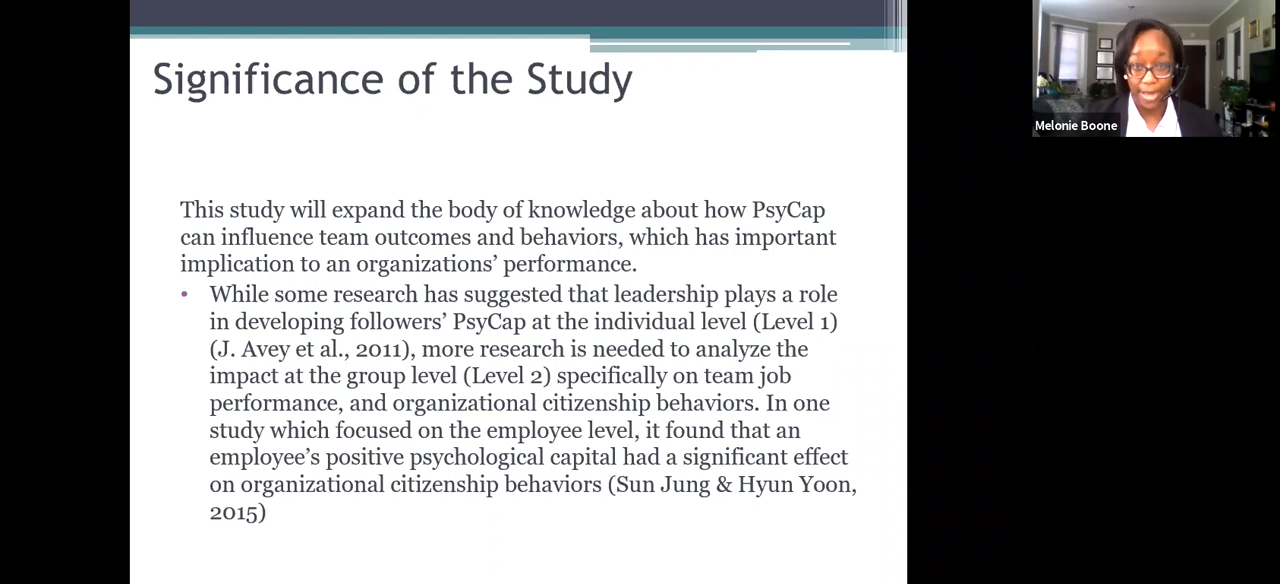 Significance of the Study
This study will expand the body of knowledge about how PsyCap
can influence team outcomes and behaviors, which has important
implication to an organizations’ performance.
• While some research has suggested that leadership plays a role
in developing followers’ PsyCap at the individual level (Level 1)
(J. Avey et al., 2011), more research is needed to analyze the
impact at the group level (Level 2) specifically on team job
performance, and organizational citizenship behaviors. In one
study which focused on the employee level, it found that an
employee’s positive psychological capital had a significant effect
on organizational citizenship behaviors (Sun Jung & Hyun Yoon,
2015)
Melonie Boone